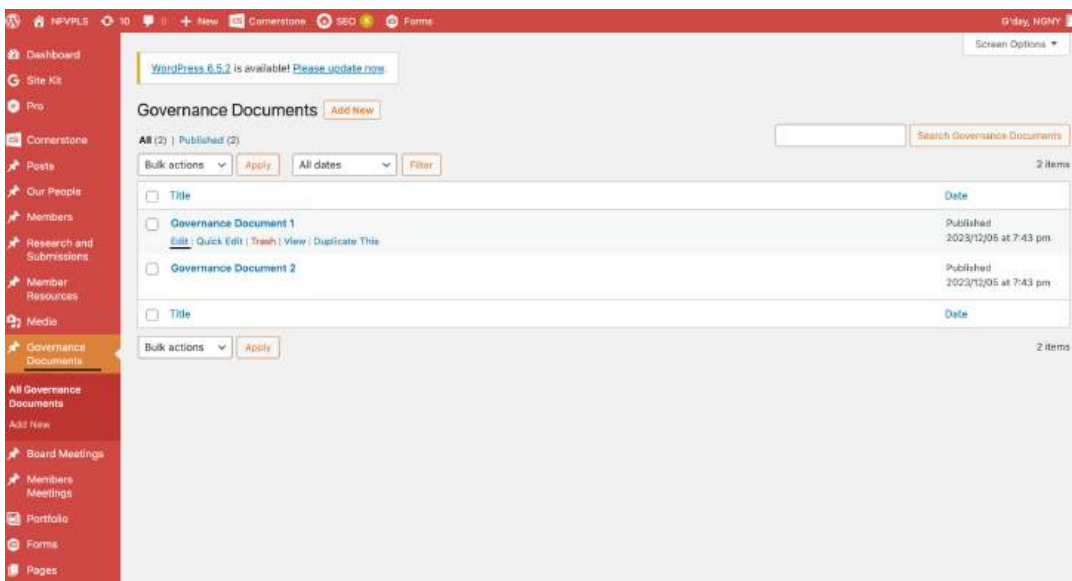 NFVPLS 10 0 + New Cornerstone SEO Forms G'day, NGNY
Screen Options ▼
Dashboard
Site Kit
Pro
Cornerstone
Posts
Our People
Members
Research and
Submissions
Member
Resources
Media
Governance
Documents
All Governance
Documents
Add New
Board Meetings
Members
Meetings
Portfolio
Forms
Pages
WordPress 6.5.2 is available! Please update now.
Governance Documents Add New
All (2) | Published (2)
Search Governance Documents
Bulk actions Apply All dates Filter 2 items
Title Date
Governance Document 1 Published
Edit | Quick Edit | Trash | View | Duplicate This 2023/12/05 at 7:43 pm
Governance Document 2 Published
2023/12/05 at 7:43 pm
Title Date
Bulk actions Apply 2 items